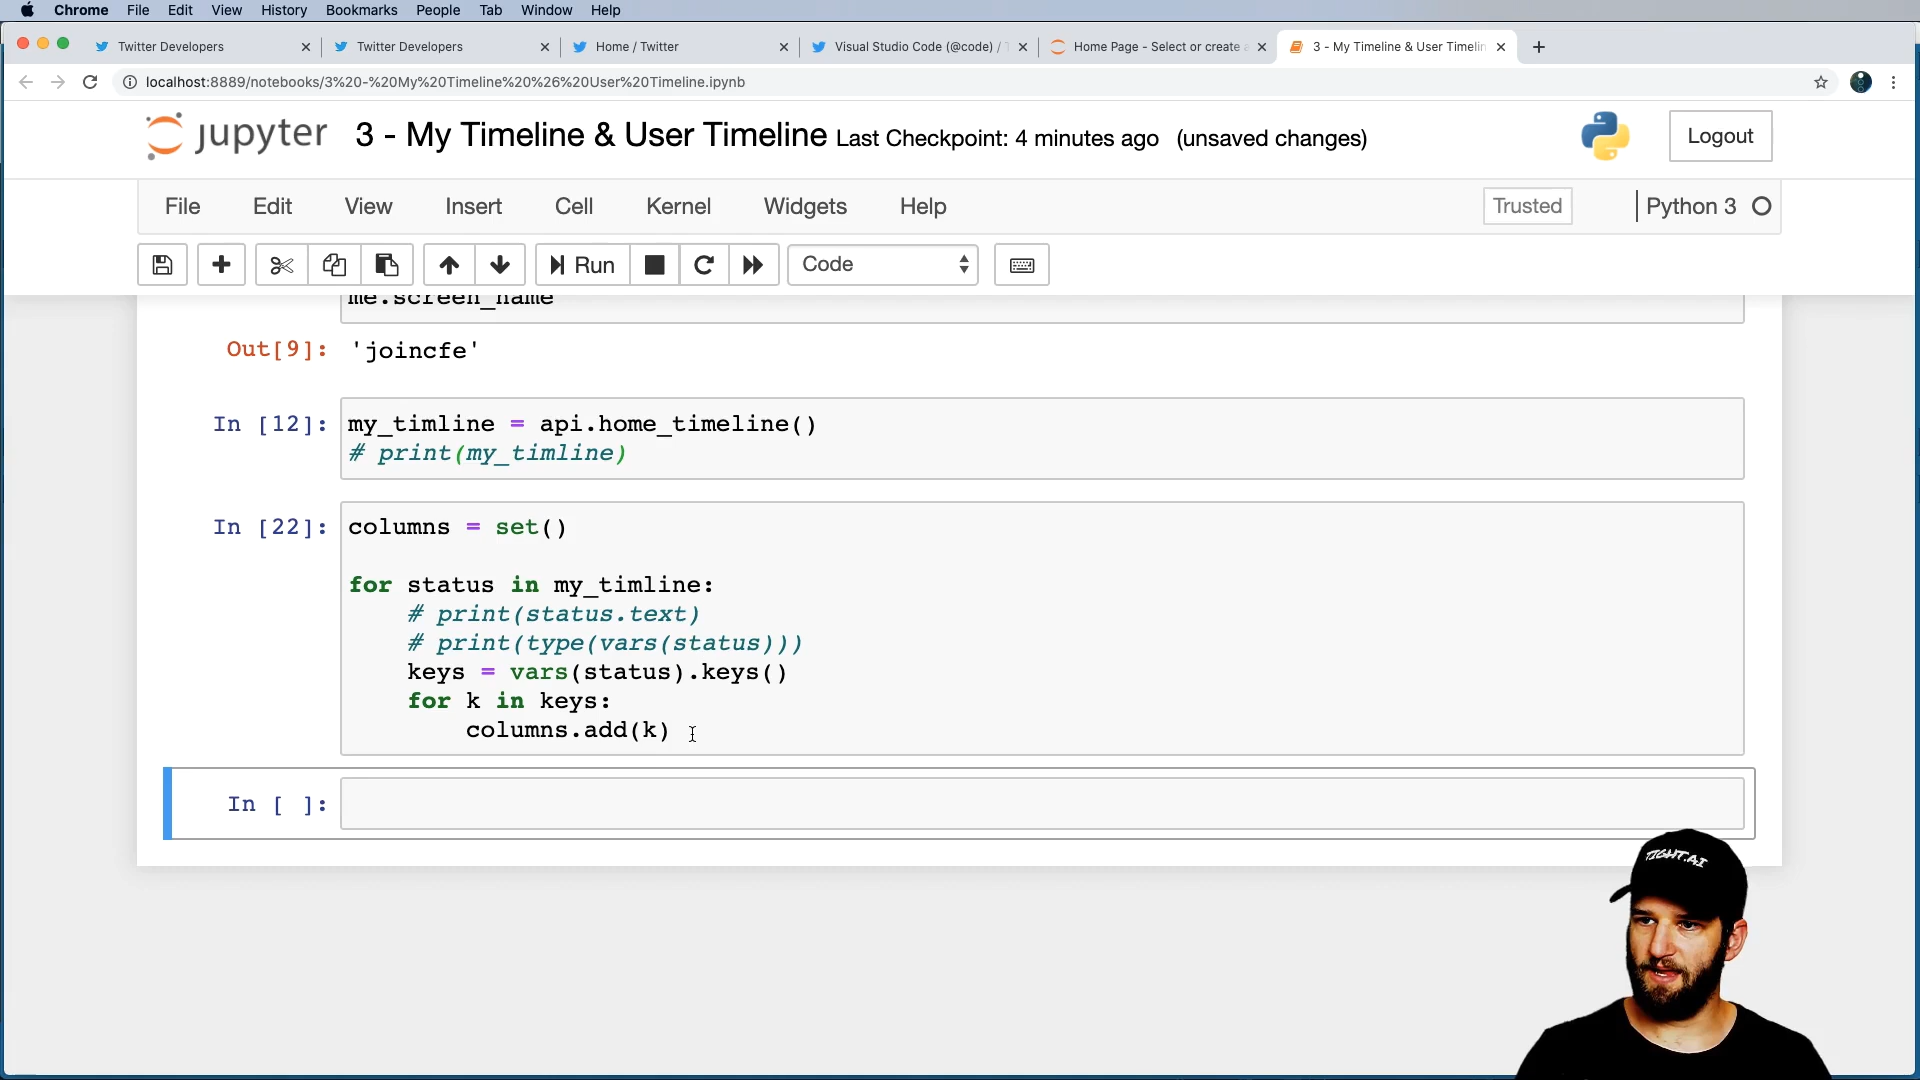 Chrome File Edit View History Bookmarks People Tab Window Help
Twitter Developers
Twitter Developers
Home / Twitter
Visual Studio Code (@code) /
Home Page - Select or create
3 - My Timeline & User Timelin
localhost:8889/notebooks/3%20-%20My%20Timeline%20%26%20User%20Timeline.ipynb
jupyter 3 - My Timeline & User Timeline Last Checkpoint: 4 minutes ago (unsaved changes)
Logout
File Edit View Insert Cell Kernel Widgets Help
Trusted
Python 3
Run
Code
me.screen_name
Out[9]: 'joincfe'
In [12]: my_timline = api.home_timeline()
# print(my_timline)
In [22]: columns = set()
for status in my_timline:
# print(status.text)
# print(type(vars(status)))
keys = vars(status).keys()
for k in keys:
columns.add(k)
In [ ]:
TIGHT.AI